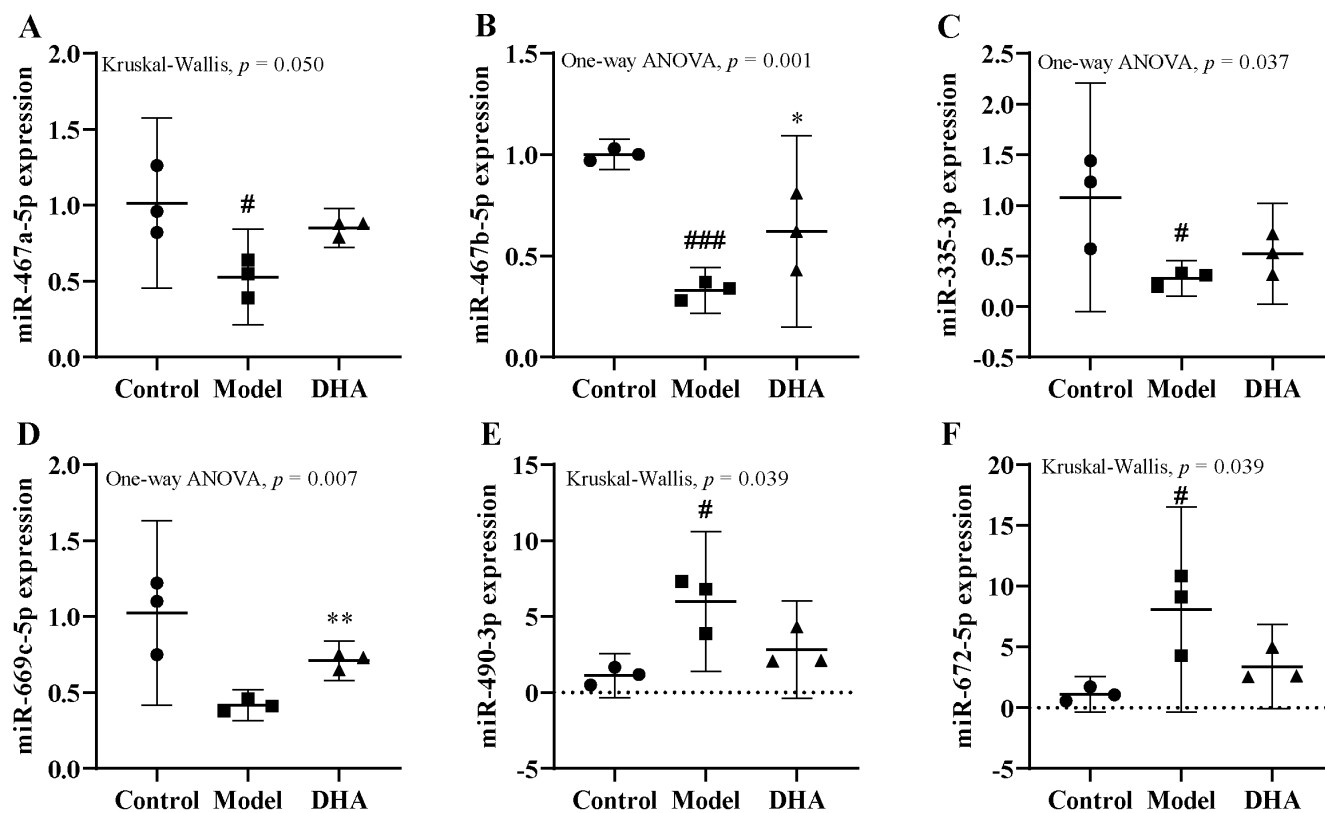 A
Kruskal-Wallis, p = 0.050
miR-467a-5p expression
2.0
1.5
1.0
0.5
0.0
#
Control Model DHA
B
One-way ANOVA, p = 0.001
miR-467b-5p expression
1.5
1.0
0.5
0.0
###
*
Control Model DHA
C
One-way ANOVA, p = 0.037
miR-335-3p expression
2.5
2.0
1.5
1.0
0.5
0.0
-0.5
#
Control Model DHA
D
One-way ANOVA, p = 0.007
miR-669c-5p expression
2.0
1.5
1.0
0.5
0.0
**
Control Model DHA
E
Kruskal-Wallis, p = 0.039
miR-490-3p expression
15
10
5
0
-5
#
Control Model DHA
F
Kruskal-Wallis, p = 0.039
miR-672-5p expression
20
15
10
5
0
-5
#
Control Model DHA